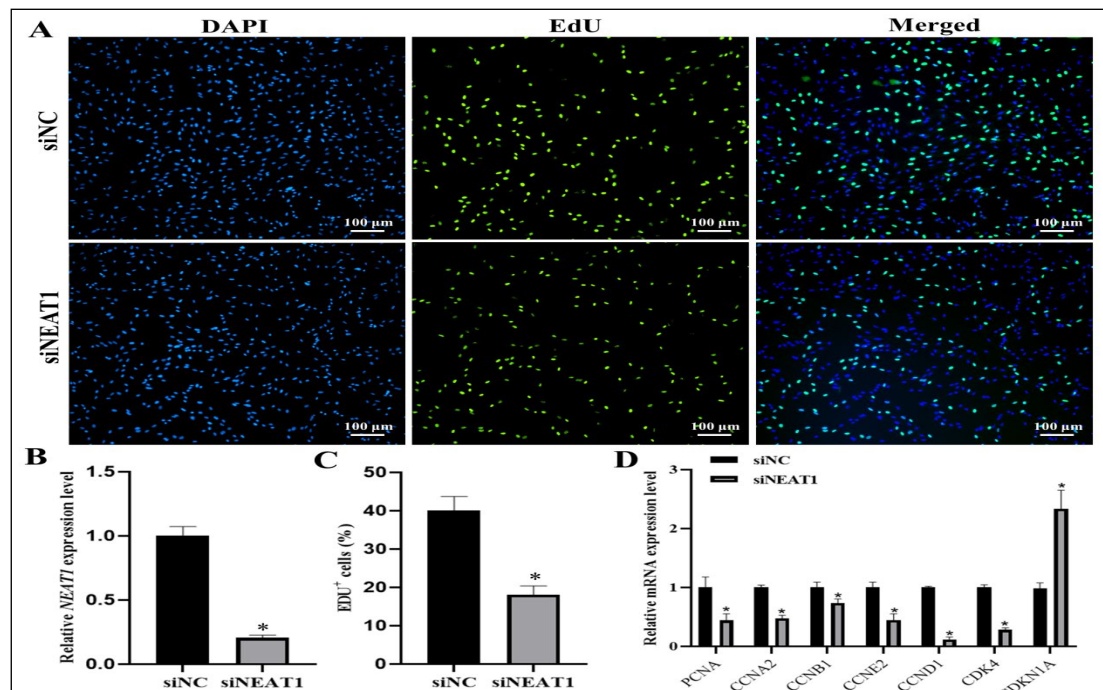 A
DAPI
EdU
Merged
siNC
100 µm
100 µm
100 µm
siNEAT1
100 µm
100 µm
100 µm
B
Relative NEAT1 expression level
1.5
1.0
0.5
0.0
siNC
siNEAT1
*
C
EDU⁺ cells (%)
50
40
30
20
10
0
siNC
siNEAT1
*
D
siNC
siNEAT1
Relative mRNA expression level
3
2
1
0
*
*
*
*
*
*
*
PCNA
CCNA2
CCNB1
CCNE2
CCND1
CDK4